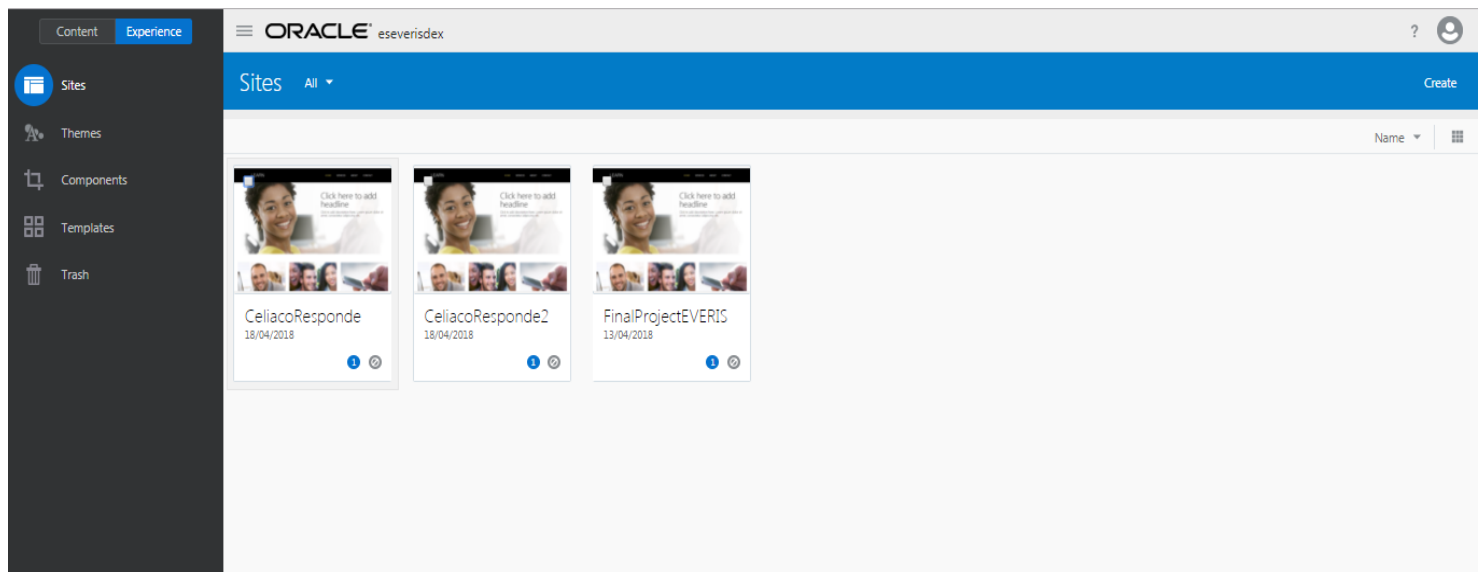 Content Experience
ORACLE eseverisdex
?
Sites
Themes
Components
Templates
Trash
Sites All
Create
Name
Click here to add
headline
Click here to add
headline
Click here to add
headline
CeliacoResponde
18/04/2018
1
CeliacoResponde2
18/04/2018
1
FinalProjectEVERIS
13/04/2018
1